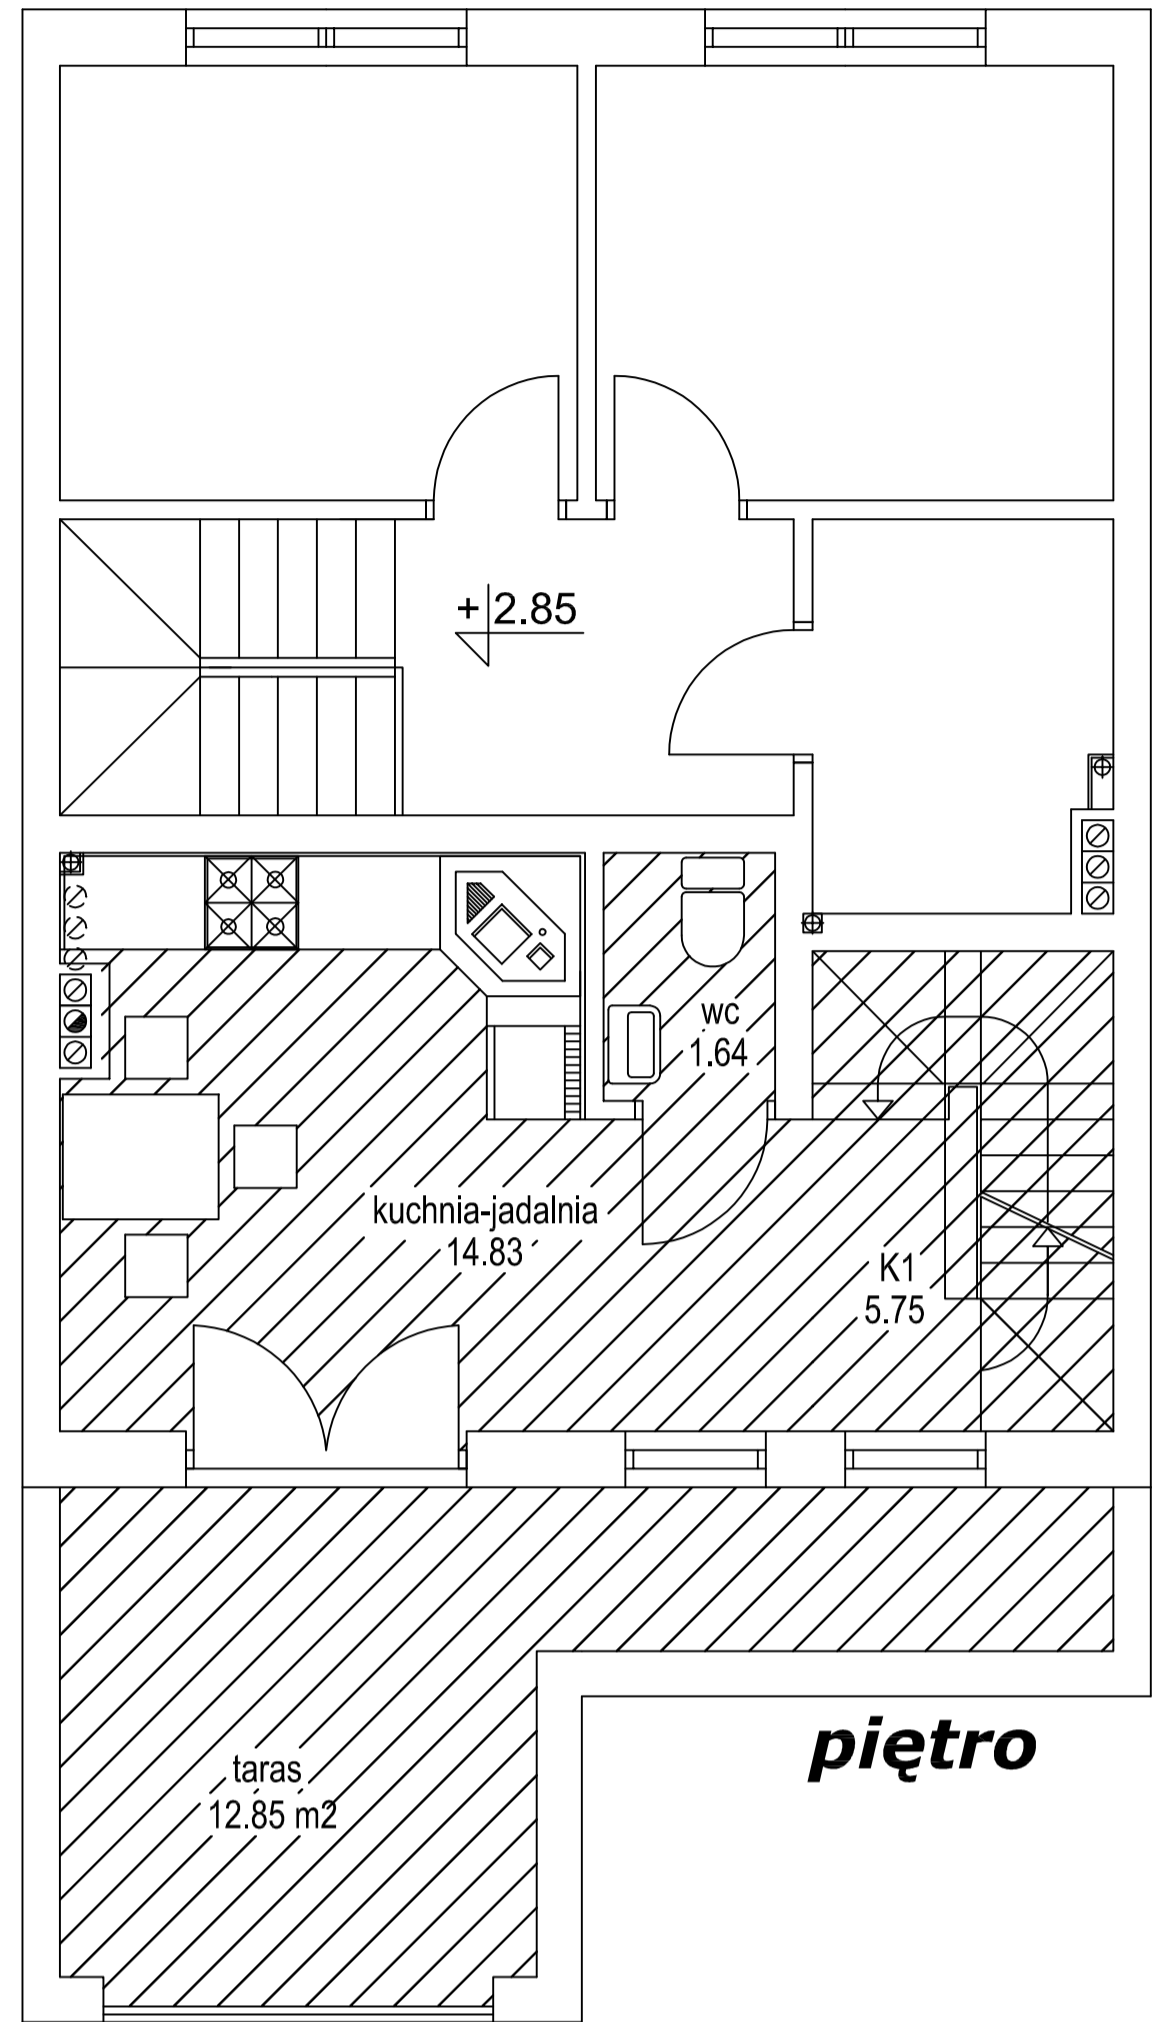 + 2.85
wc
1.64
kuchnia-jadalnia
14.83
K1
5.75
taras
12.85 m2
piętro